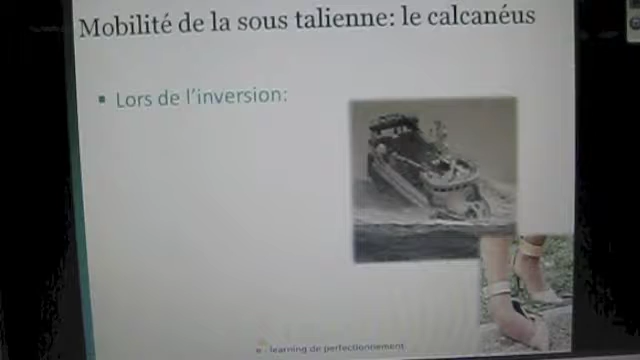 Mobilité de la sous talienne: le calcanéus
▪ Lors de l'inversion:
e - learning de perfectionnement